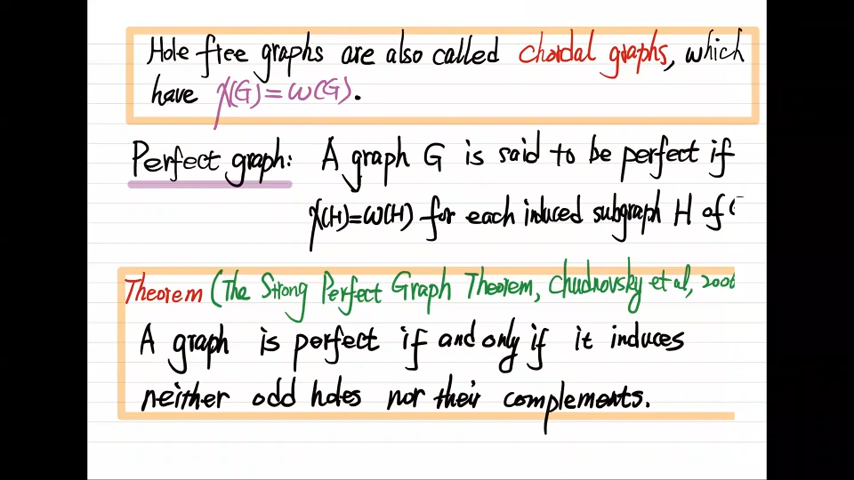 Hole free graphs are also called chordal graphs, which
have χ(G)=ω(G).
Perfect graph: A graph G is said to be perfect if
χ(H)=ω(H) for each induced subgraph H of
Theorem (The Strong Perfect Graph Theorem, Chudnovsky et al, 2006
A graph is perfect if and only if it induces
neither odd holes nor their complements.